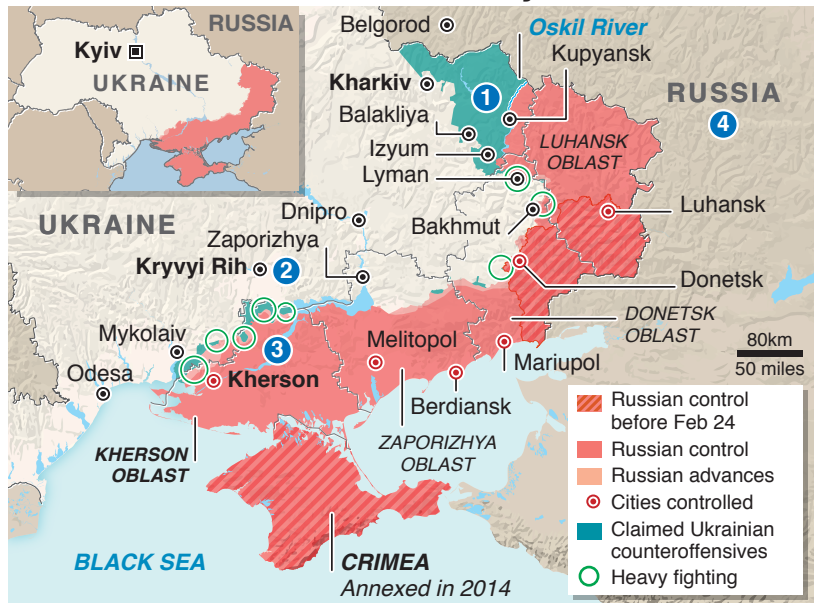 RUSSIA
Kyiv
UKRAINE
Belgorod
Oskil River
Kupyansk
Kharkiv
1
RUSSIA
4
Balakliya
Izyum
Lyman
LUHANSK
OBLAST
UKRAINE
Dnipro
Bakhmut
Luhansk
Zaporizhya
Kryvyi Rih
2
Donetsk
DONETSK
OBLAST
Mykolaiv
3
Melitopol
Mariupol
80km
50 miles
Odesa
Kherson
Berdiansk
KHERSON
OBLAST
ZAPORIZHYA
OBLAST
BLACK SEA
CRIMEA
Annexed in 2014
Russian control
before Feb 24
Russian control
Russian advances
Cities controlled
Claimed Ukrainian
counteroffensives
Heavy fighting